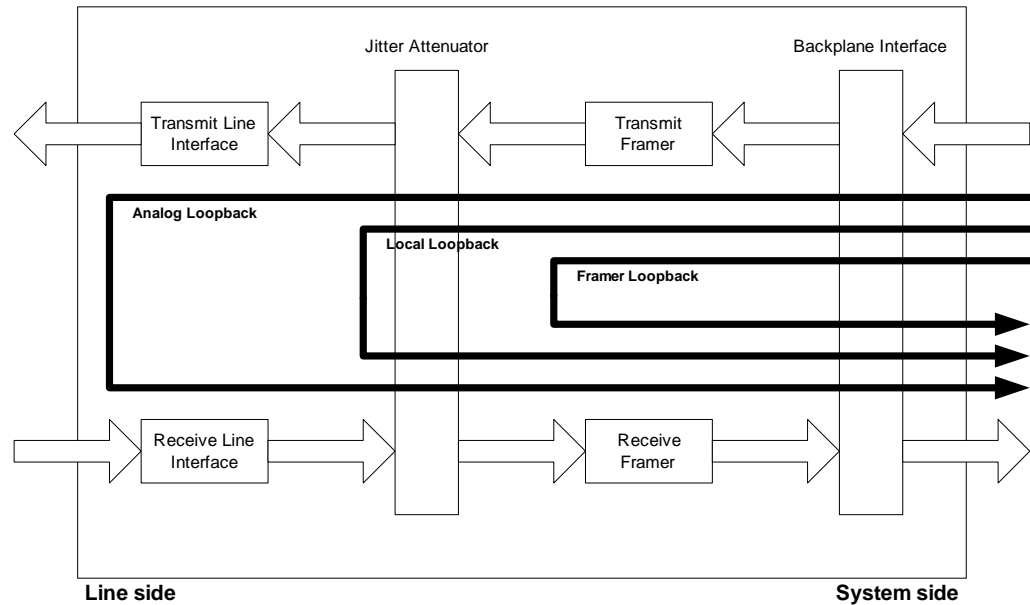 Jitter Attenuator
Backplane Interface
Transmit Line
Interface
Transmit
Framer
Analog Loopback
Local Loopback
Framer Loopback
Receive Line
Interface
Receive
Framer
Line side
System side